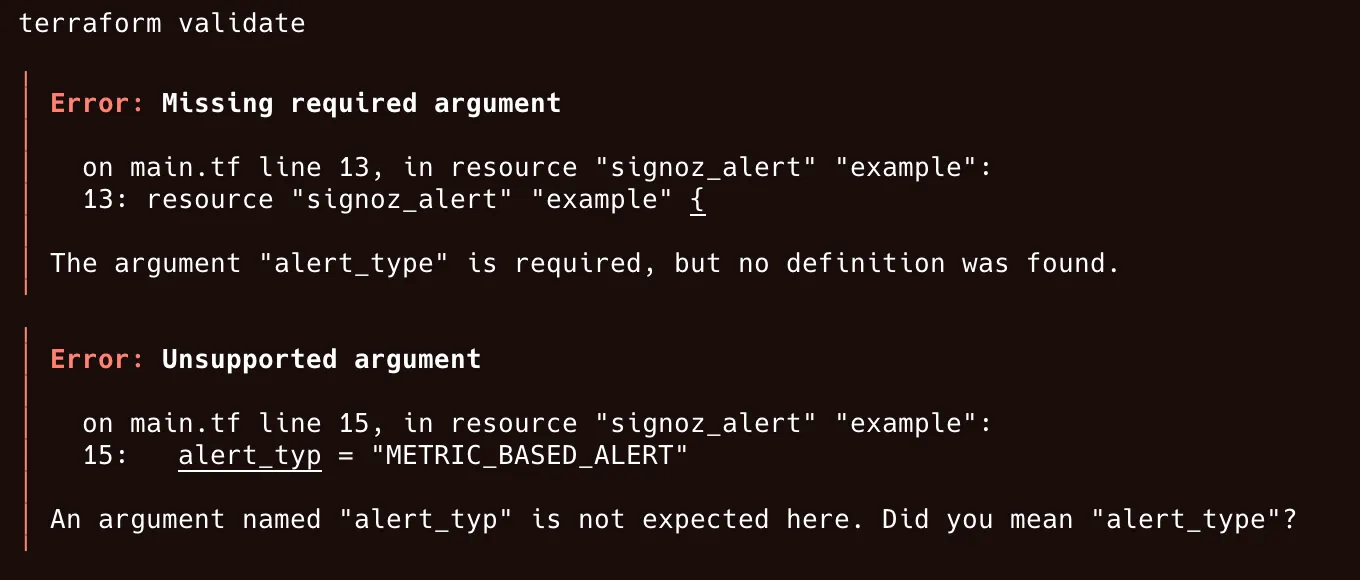 terraform validate
Error: Missing required argument
on main.tf line 13, in resource "signoz_alert" "example":
13: resource "signoz_alert" "example" {
The argument "alert_type" is required, but no definition was found.
Error: Unsupported argument
on main.tf line 15, in resource "signoz_alert" "example":
15:   alert_typ = "METRIC_BASED_ALERT"
An argument named "alert_typ" is not expected here. Did you mean "alert_type"?